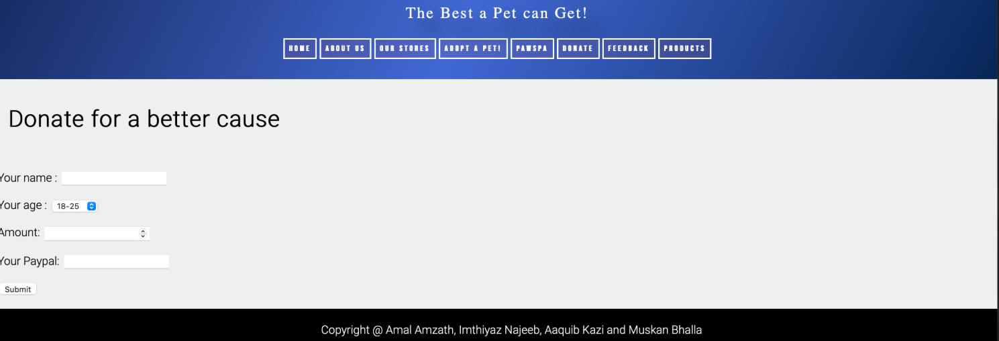 The Best a Pet can Get!
HOME ABOUT US OUR STORES ADOPT A PET! PAWSPA DONATE FEEDBACK PRODUCTS
Donate for a better cause
Your name :
Your age : 18-25
Amount:
Your Paypal:
Submit
Copyright @ Amal Amzath, Imthiyaz Najeeb, Aaquib Kazi and Muskan Bhalla